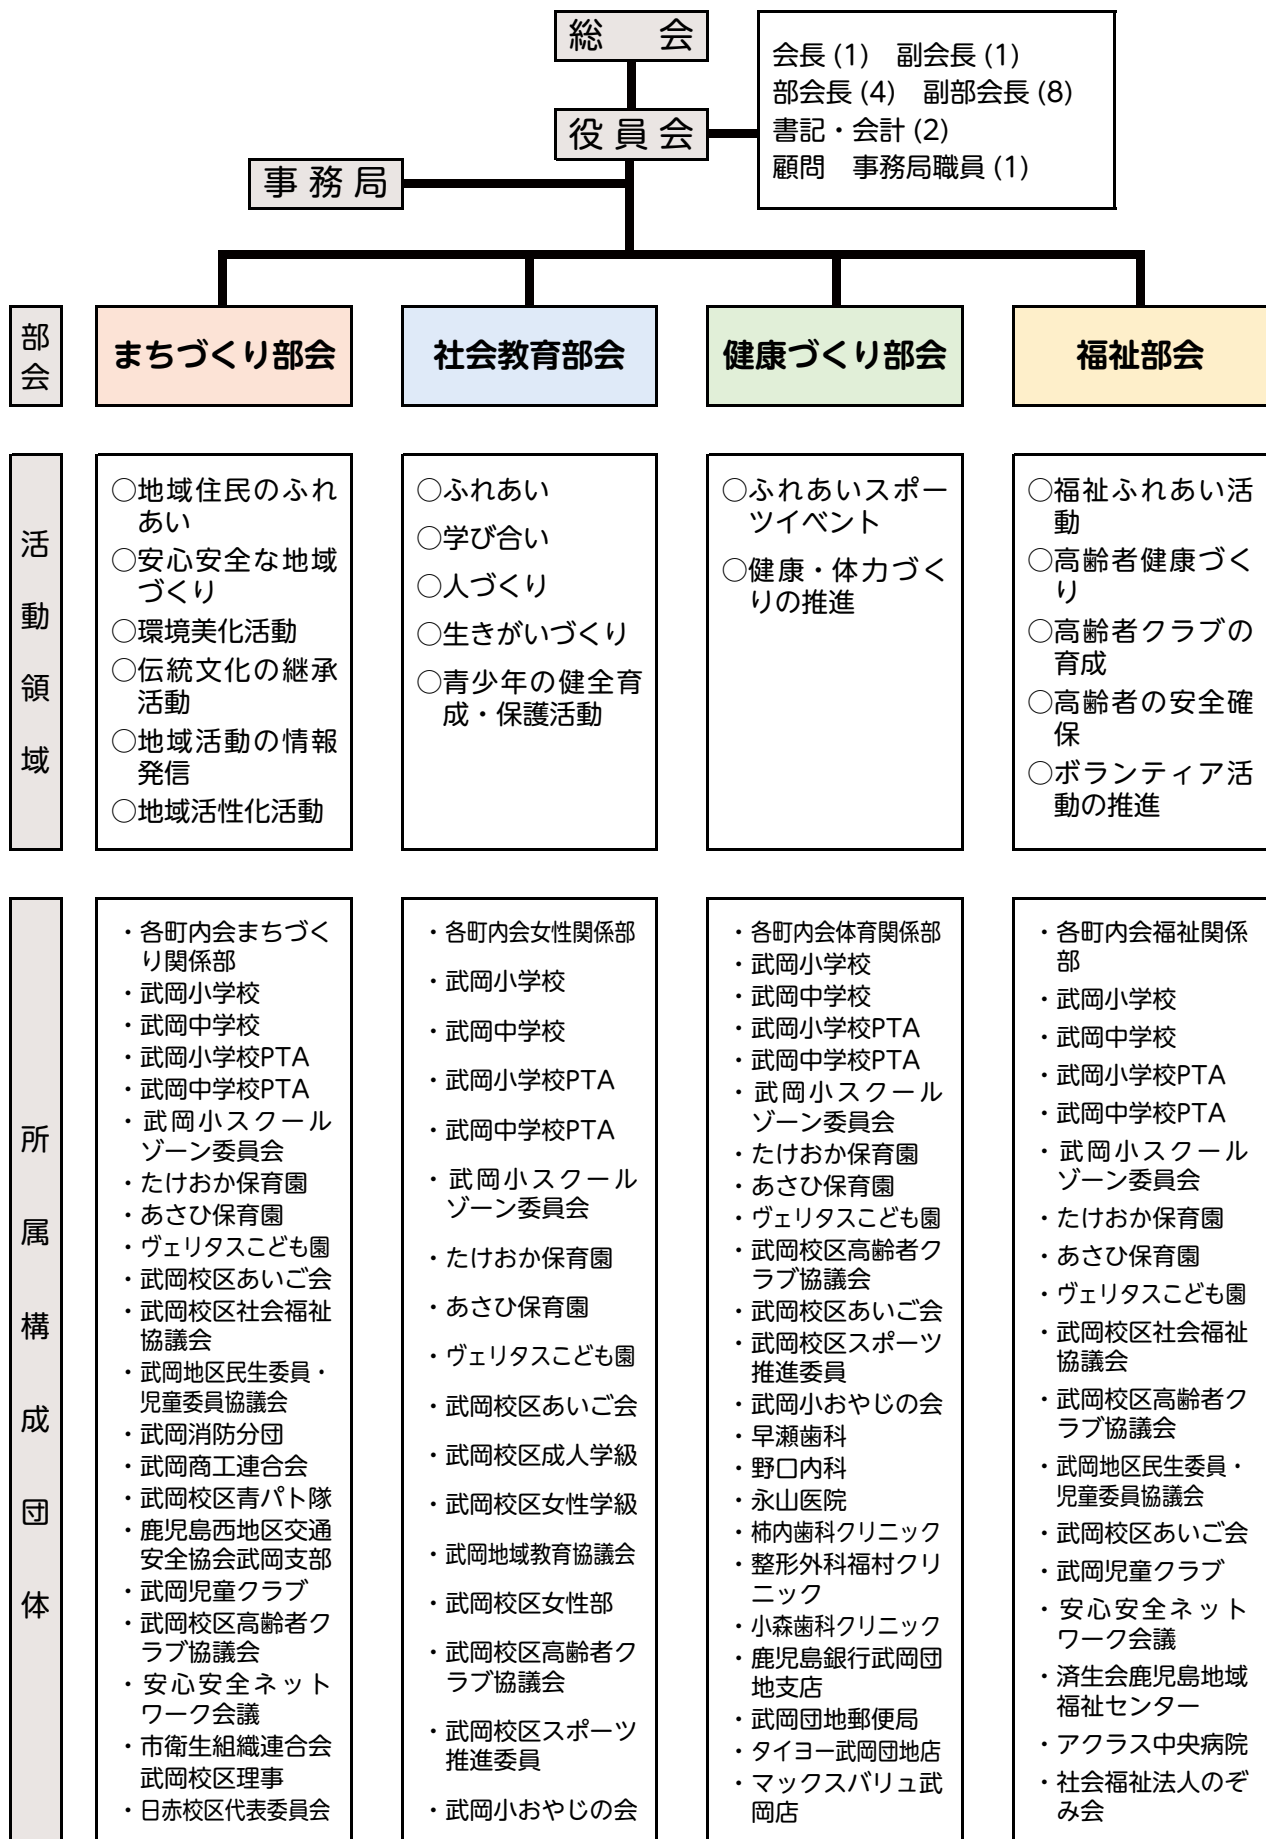 総　会
会長 (1)　副会長 (1)
部会長 (4)　副部会長 (8)
書記・会計 (2)
顧問　事務局職員 (1)
役員会
事務局
部会
まちづくり部会
社会教育部会
健康づくり部会
福祉部会
活動領域
○地域住民のふれ
あい
○安心安全な地域
づくり
○環境美化活動
○伝統文化の継承
活動
○地域活動の情報
発信
○地域活性化活動
○ふれあい
○学び合い
○人づくり
○生きがいづくり
○青少年の健全育
成・保護活動
○ふれあいスポー
ツイベント
○健康・体力づく
りの推進
○福祉ふれあい活
動
○高齢者健康づく
り
○高齢者クラブの
育成
○高齢者の安全確
保
○ボランティア活
動の推進
所属構成団体
・各町内会まちづく
り関係部
・武岡小学校
・武岡中学校
・武岡小学校PTA
・武岡中学校PTA
・武岡小スクール
ゾーン委員会
・たけおか保育園
・あさひ保育園
・ヴェリタスこども園
・武岡校区あいご会
・武岡校区社会福祉
協議会
・武岡地区民生委員・
児童委員協議会
・武岡消防分団
・武岡商工連合会
・武岡校区青パト隊
・鹿児島西地区交通
安全協会武岡支部
・武岡児童クラブ
・武岡校区高齢者ク
ラブ協議会
・安心安全ネット
ワーク会議
・市衛生組織連合会
武岡校区理事
・日赤校区代表委員会
・各町内会女性関係部
・武岡小学校
・武岡中学校
・武岡小学校PTA
・武岡中学校PTA
・武岡小スクール
ゾーン委員会
・たけおか保育園
・あさひ保育園
・ヴェリタスこども園
・武岡校区あいご会
・武岡校区成人学級
・武岡校区女性学級
・武岡地域教育協議会
・武岡校区女性部
・武岡校区高齢者ク
ラブ協議会
・武岡校区スポーツ
推進委員
・武岡小おやじの会
・各町内会体育関係部
・武岡小学校
・武岡中学校
・武岡小学校PTA
・武岡中学校PTA
・武岡小スクール
ゾーン委員会
・たけおか保育園
・あさひ保育園
・ヴェリタスこども園
・武岡校区高齢者ク
ラブ協議会
・武岡校区あいご会
・武岡校区スポーツ
推進委員
・武岡小おやじの会
・早瀬歯科
・野口内科
・永山医院
・柿内歯科クリニック
・整形外科福村クリ
ニック
・小森歯科クリニック
・鹿児島銀行武岡団
地支店
・武岡団地郵便局
・タイヨー武岡団地店
・マックスバリュ武
岡店
・各町内会福祉関係
部
・武岡小学校
・武岡中学校
・武岡小学校PTA
・武岡中学校PTA
・武岡小スクール
ゾーン委員会
・たけおか保育園
・あさひ保育園
・ヴェリタスこども園
・武岡校区社会福祉
協議会
・武岡校区高齢者ク
ラブ協議会
・武岡地区民生委員・
児童委員協議会
・武岡校区あいご会
・武岡児童クラブ
・安心安全ネット
ワーク会議
・済生会鹿児島地域
福祉センター
・アクラス中央病院
・社会福祉法人のぞ
み会